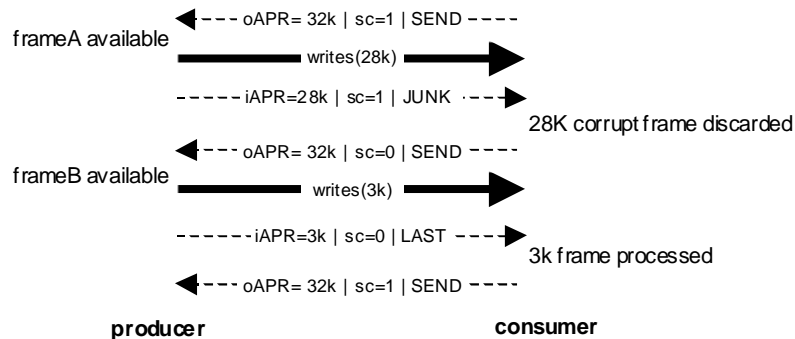 oAPR= 32k | sc=1 | SEND
frameA available
writes(28k)
iAPR=28k | sc=1 | JUNK
28K corrupt frame discarded
oAPR= 32k | sc=0 | SEND
frameB available
writes(3k)
iAPR=3k | sc=0 | LAST
3k frame processed
oAPR= 32k | sc=1 | SEND
producer
consumer